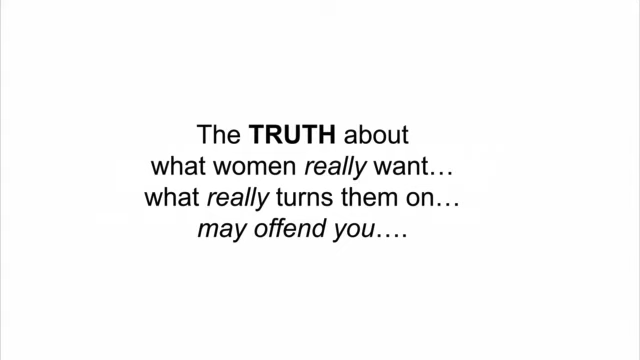 The TRUTH about
what women really want…
what really turns them on…
may offend you….